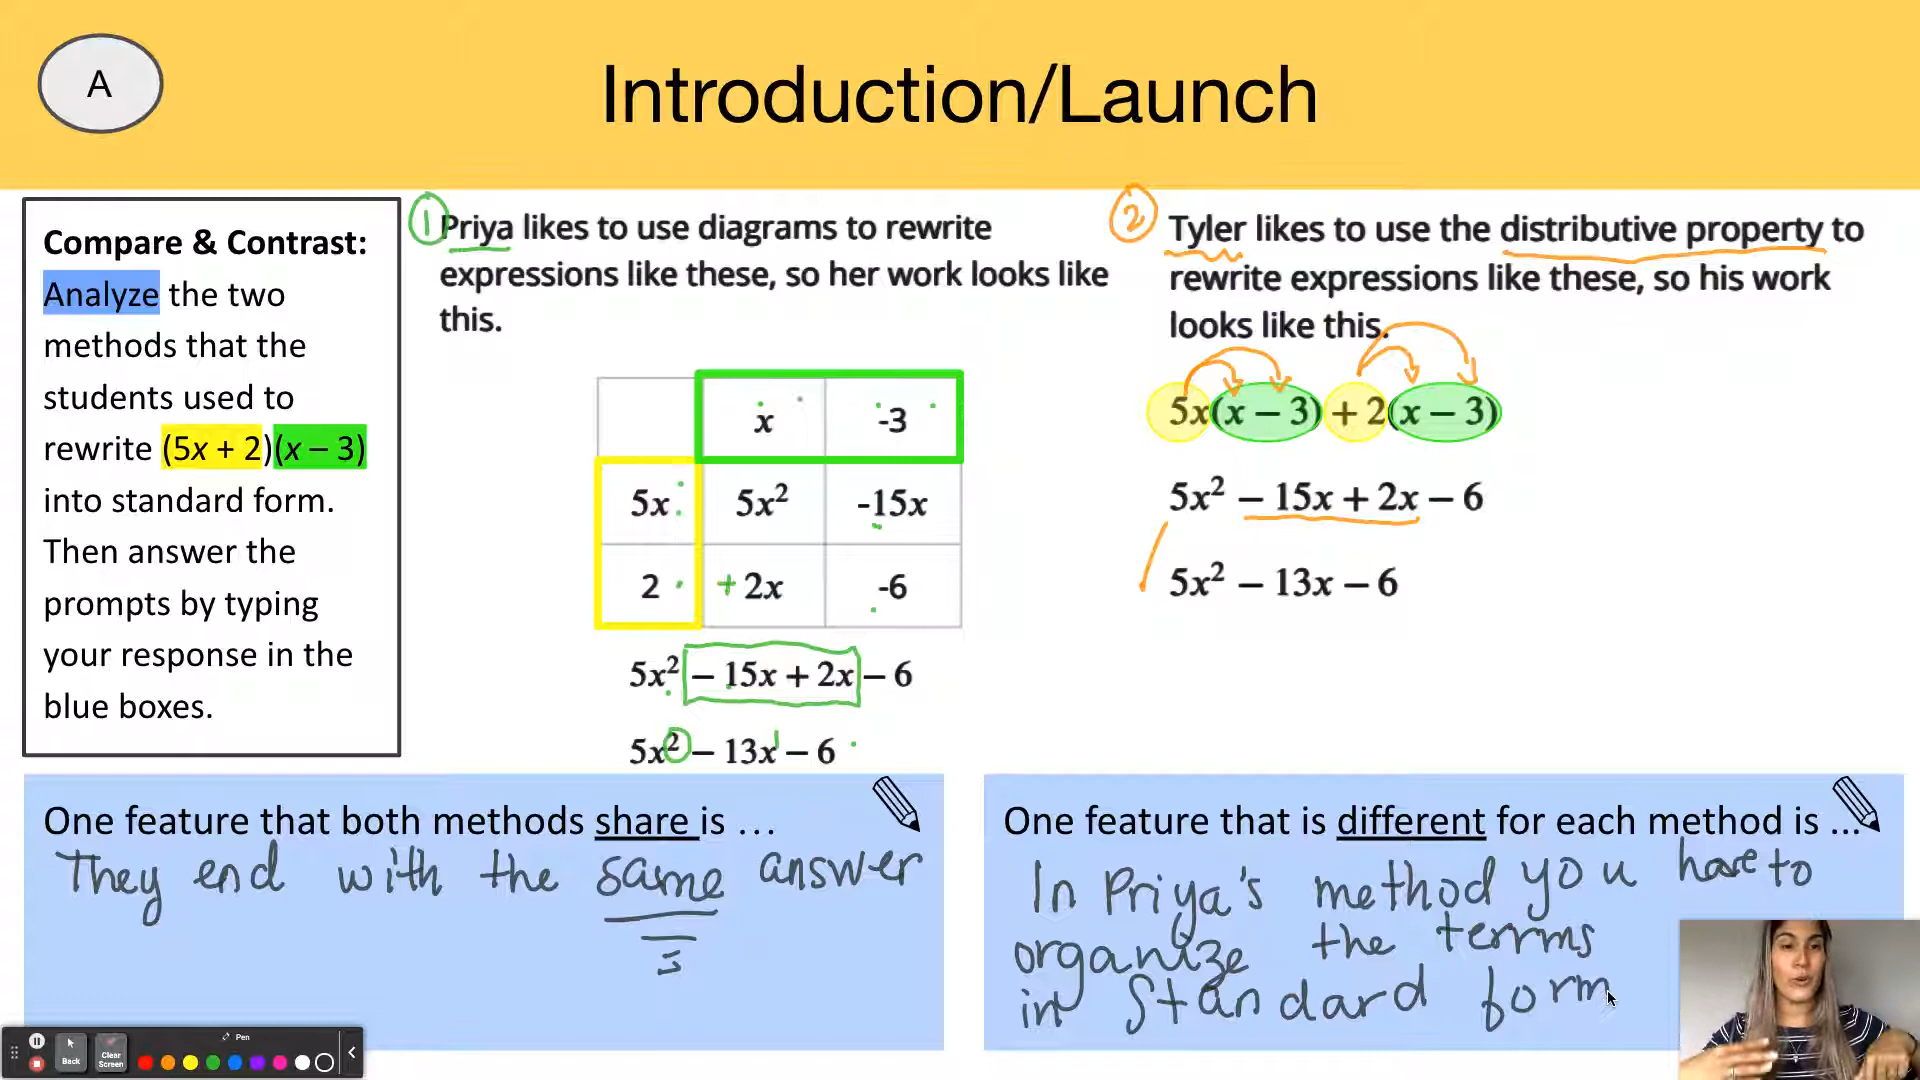 A
Introduction/Launch
Compare & Contrast:
Analyze the two
methods that the
students used to
rewrite (5x + 2)(x – 3)
into standard form.
Then answer the
prompts by typing
your response in the
blue boxes.
1 Priya likes to use diagrams to rewrite
expressions like these, so her work looks like
this.
x -3
5x 5x² -15x
2 + 2x -6
5x² – 15x + 2x – 6
5x² – 13x – 6
2 Tyler likes to use the distributive property to
rewrite expressions like these, so his work
looks like this.
5x(x – 3) + 2(x – 3)
5x² – 15x + 2x – 6
5x² – 13x – 6
One feature that both methods share is …
They end with the same answer
One feature that is different for each method is ...
In Priya's method you have to
organize the terms
in standard form
Pen
Back
Clear
Screen